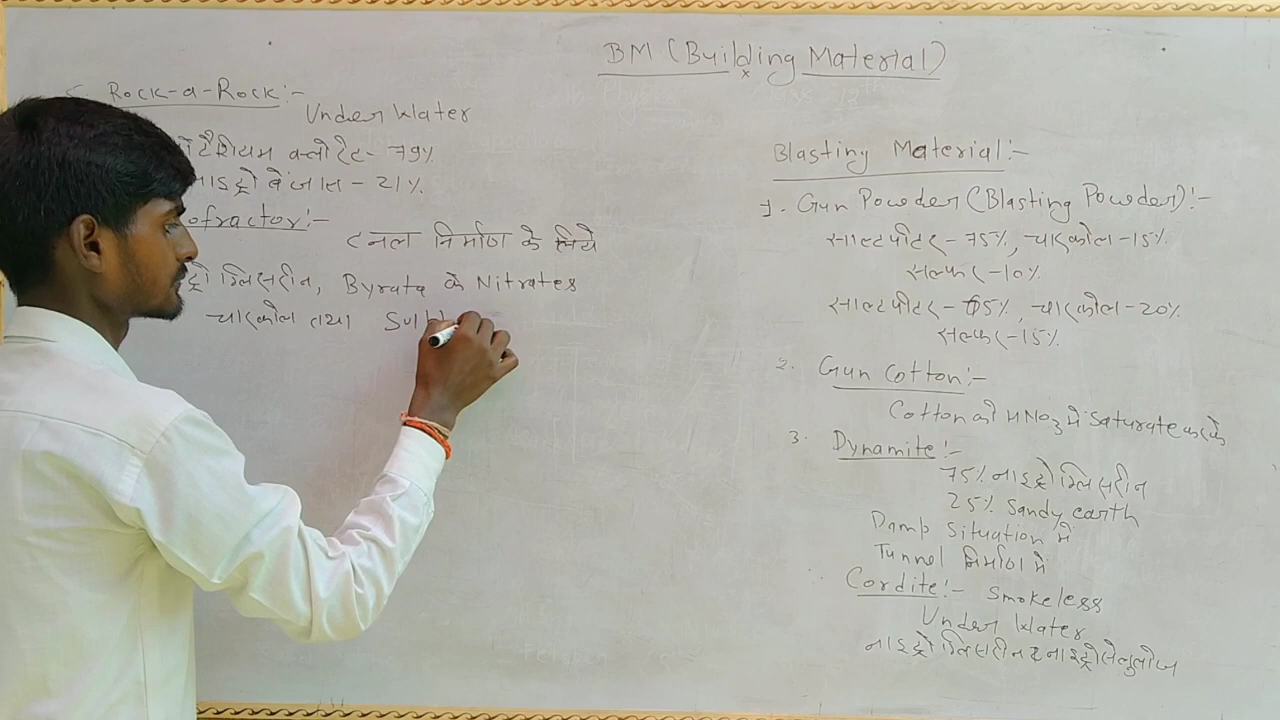 BM (Building Material)
Blasting Material:-
1. Gun Powder (Blasting Powder):-
साल्टपीटर - 75%, चारकोल - 15%
सल्फर - 10%
साल्टपीटर - 65%, चारकोल - 20%
सल्फर - 15%
2. Gun Cotton:-
Cotton को HNO3 में Saturate करके
3. Dynamite:-
75% नाइट्रोग्लिसरीन
25% Sandy earth
Damp Situation में
Tunnel निर्माण में
Cordite:- Smokeless
Under Water
नाइट्रोग्लिसरीन व नाइट्रोसेलुलोज
5. Rock-a-Rock:-
Under Water
टैशियम क्लोरेट - 79%
इट्रो बेंजाल - 21%
ofractor:-
टनल निर्माण के लिये
ट्रोग्लिसरीन, Byrata के Nitrates
चारकोल तथा Sul